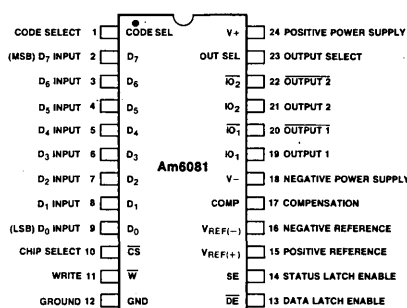 CODE SELECT 1 CODE SEL V+ 24 POSITIVE POWER SUPPLY
(MSB) D7 INPUT 2 D7 OUT SEL 23 OUTPUT SELECT
D6 INPUT 3 D6 IO2 22 OUTPUT 2
D5 INPUT 4 D5 IO2 21 OUTPUT 2
D4 INPUT 5 D4 IO1 20 OUTPUT 1
D3 INPUT 6 D3 IO1 19 OUTPUT 1
Am6081
D2 INPUT 7 D2 V− 18 NEGATIVE POWER SUPPLY
D1 INPUT 8 D1 COMP 17 COMPENSATION
(LSB) D0 INPUT 9 D0 VREF(−) 16 NEGATIVE REFERENCE
CHIP SELECT 10 CS VREF(+) 15 POSITIVE REFERENCE
WRITE 11 W SE 14 STATUS LATCH ENABLE
GROUND 12 GND DE 13 DATA LATCH ENABLE